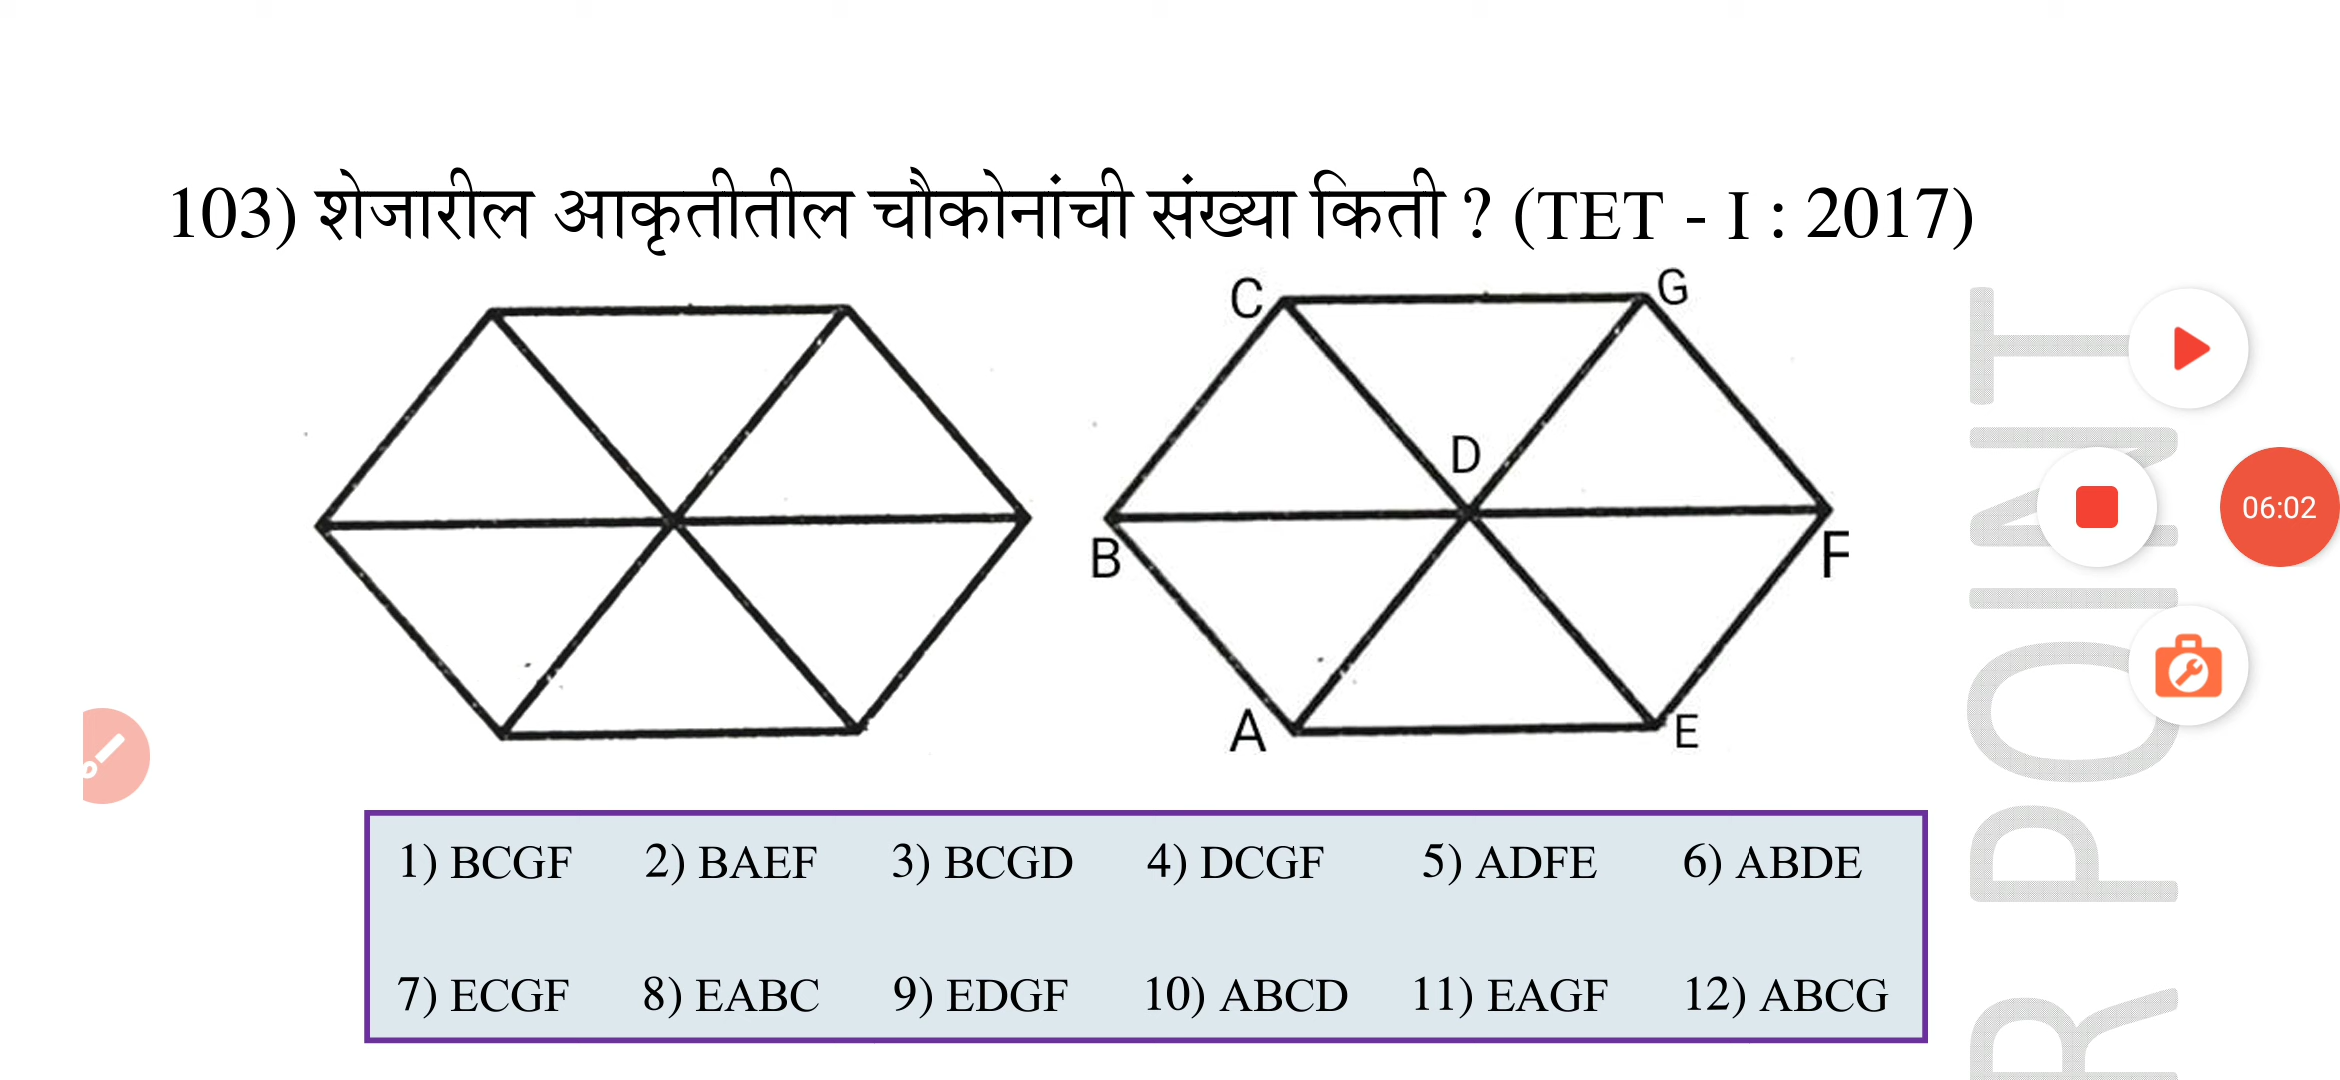 103) शेजारील आकृतीतील चौकोनांची संख्या किती ? (TET - I : 2017)
C G
D
B F
A E
1) BCGF 2) BAEF 3) BCGD 4) DCGF 5) ADFE 6) ABDE
7) ECGF 8) EABC 9) EDGF 10) ABCD 11) EAGF 12) ABCG
R POINT
06:02